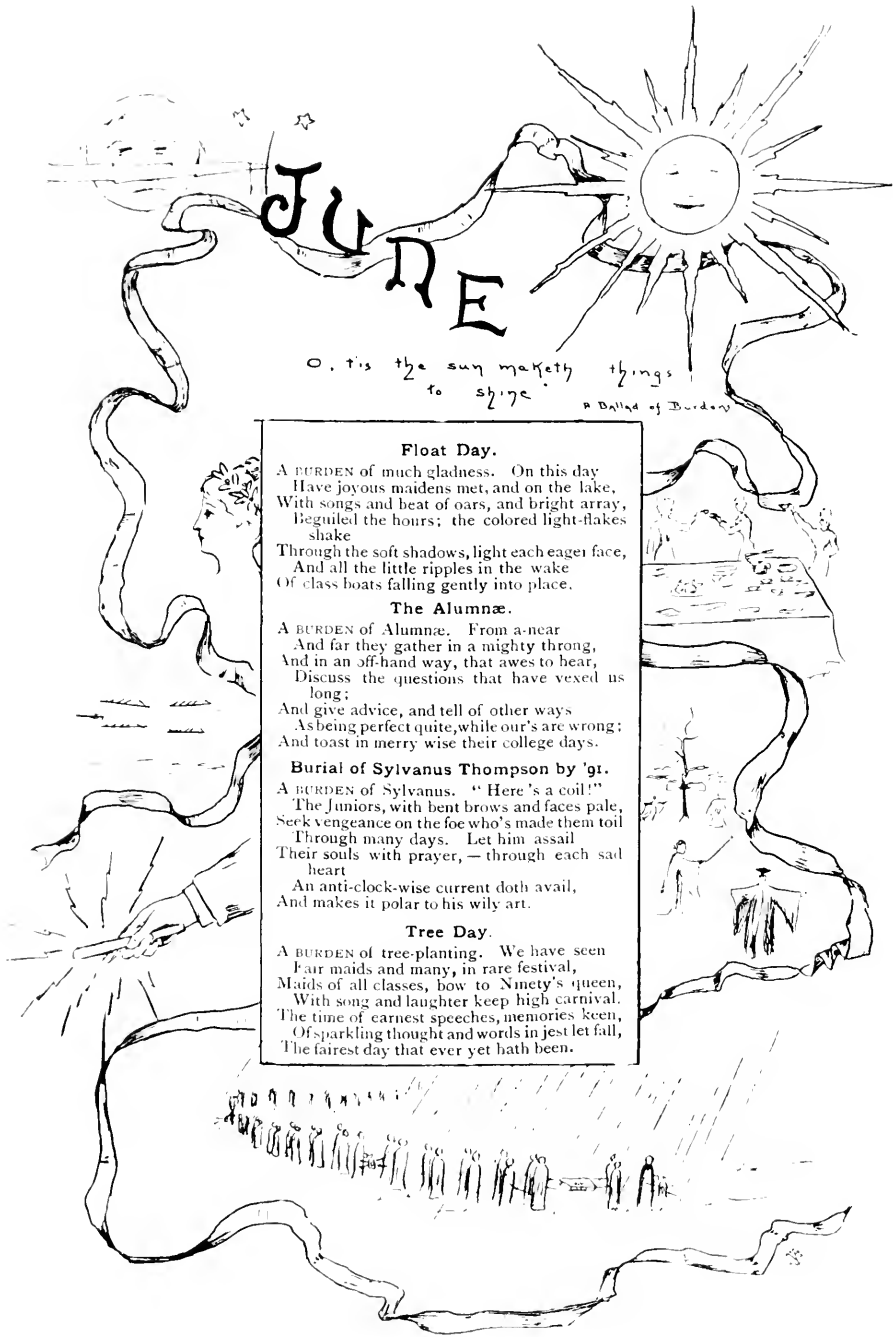 JUNE
O, 'tis the sun maketh things
to shine
A Ballad of Burdens
Float Day.
A BURDEN of much gladness. On this day
Have joyous maidens met, and on the lake,
With songs and beat of oars, and bright array,
Beguiled the hours; the colored light-flakes
shake
Through the soft shadows, light each eager face,
And all the little ripples in the wake
Of class boats falling gently into place.
The Alumnæ.
A BURDEN of Alumnæ. From a-near
And far they gather in a mighty throng,
And in an off-hand way, that awes to hear,
Discuss the questions that have vexed us
long;
And give advice, and tell of other ways
As being perfect quite, while our's are wrong;
And toast in merry wise their college days.
Burial of Sylvanus Thompson by '91.
A BURDEN of Sylvanus. "Here's a coil!"
The Juniors, with bent brows and faces pale,
Seek vengeance on the foe who's made them toil
Through many days. Let him assail
Their souls with prayer, — through each sad
heart
An anti-clock-wise current doth avail,
And makes it polar to his wily art.
Tree Day.
A BURDEN of tree-planting. We have seen
Fair maids and many, in rare festival,
Maids of all classes, bow to Ninety's queen,
With song and laughter keep high carnival.
The time of earnest speeches, memories keen,
Of sparkling thought and words in jest let fall,
The fairest day that ever yet hath been.